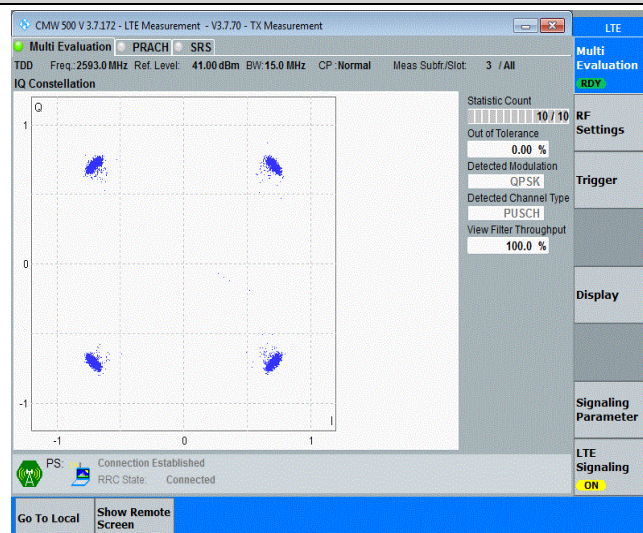 CMW 500 V 3.7.172 - LTE Measurement - V3.7.70 - TX Measurement
LTE
Multi Evaluation PRACH SRS
Multi
Evaluation
RDY
TDD Freq.: 2593.0 MHz Ref. Level: 41.00 dBm BW: 15.0 MHz CP : Normal Meas Subfr./Slot: 3 / All
IQ Constellation
Q
1
0
-1
-1 0 1
I
Statistic Count
10 / 10
Out of Tolerance
0.00 %
Detected Modulation
QPSK
Detected Channel Type
PUSCH
View Filter Throughput
100.0 %
RF
Settings
Trigger
Display
Signaling
Parameter
LTE
Signaling
ON
PS: Connection Established
RRC State: Connected
Go To Local
Show Remote
Screen